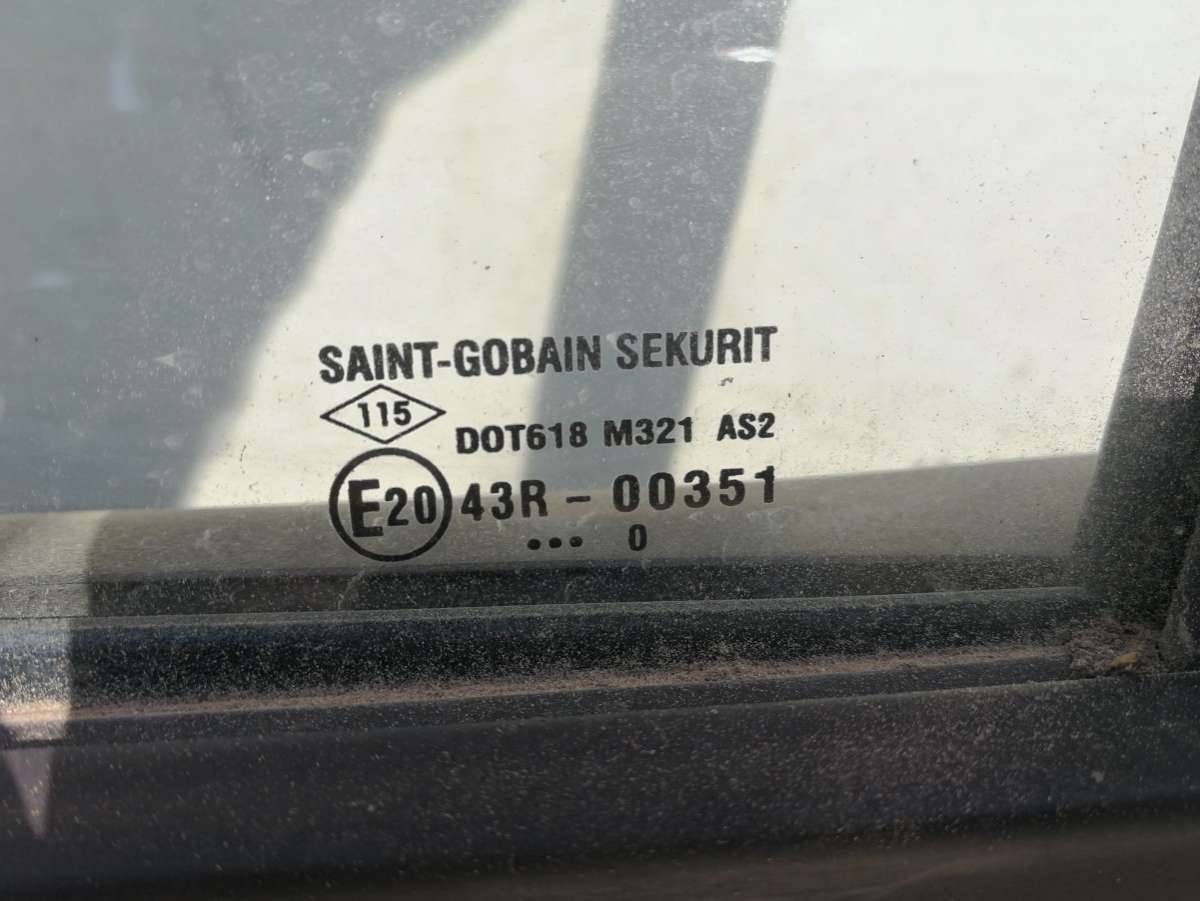 SAINT-GOBAIN SEKURIT
115
DOT618 M321 AS2
E20 43R - 00351
••• 0